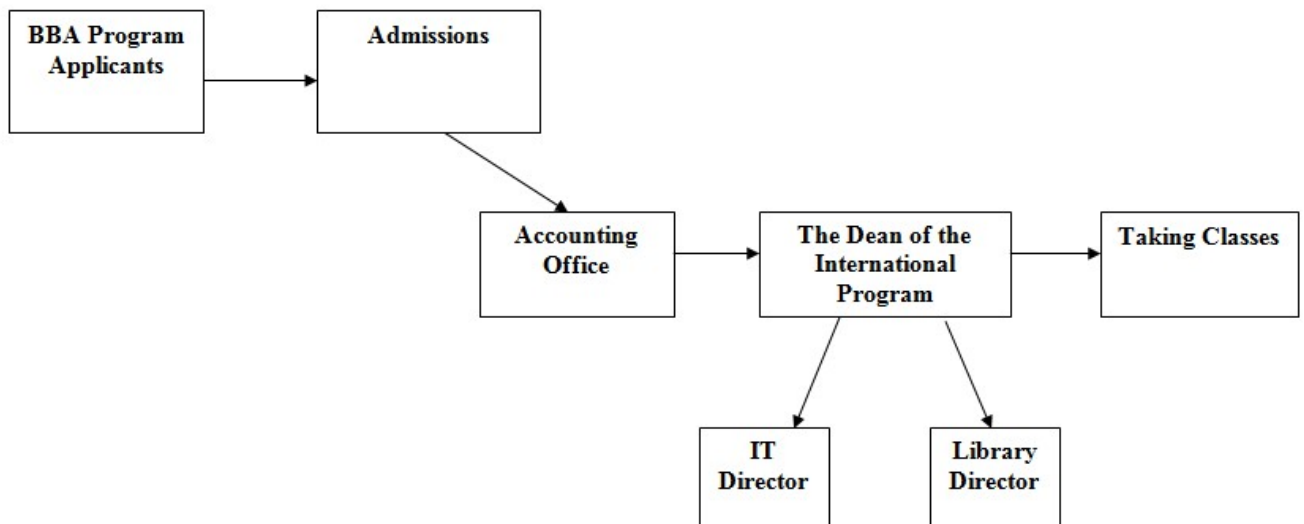 BBA Program
Applicants
Admissions
Accounting
Office
The Dean of the
International
Program
Taking Classes
IT
Director
Library
Director